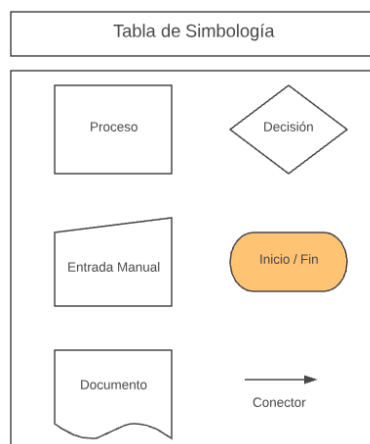 Tabla de Simbología
Proceso
Decisión
Entrada Manual
Inicio / Fin
Documento
Conector